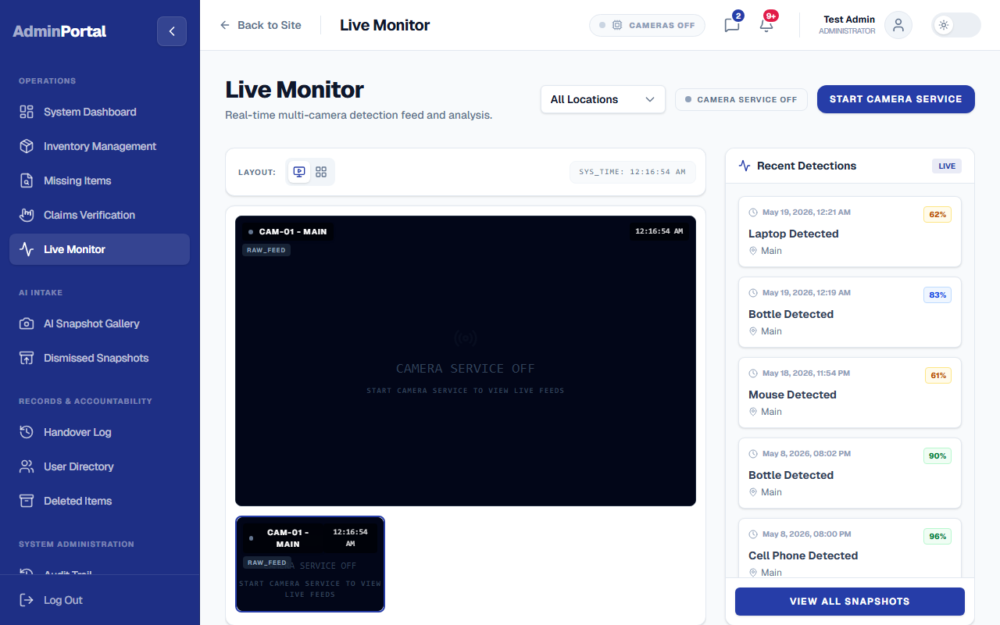 AdminPortal
OPERATIONS
System Dashboard
Inventory Management
Missing Items
Claims Verification
Live Monitor
AI INTAKE
AI Snapshot Gallery
Dismissed Snapshots
RECORDS & ACCOUNTABILITY
Handover Log
User Directory
Deleted Items
SYSTEM ADMINISTRATION
Audit Trail
Log Out
Back to Site
Live Monitor
CAMERAS OFF
2
9+
Test Admin
ADMINISTRATOR
Live Monitor
Real-time multi-camera detection feed and analysis.
All Locations
CAMERA SERVICE OFF
START CAMERA SERVICE
LAYOUT:
SYS_TIME: 12:16:54 AM
CAM-01 - MAIN
12:16:54 AM
RAW_FEED
CAMERA SERVICE OFF
START CAMERA SERVICE TO VIEW LIVE FEEDS
CAM-01 -
MAIN
12:16:54
AM
RAW_FEED
A SERVICE OFF
START CAMERA SERVICE TO VIEW
LIVE FEEDS
Recent Detections
LIVE
May 19, 2026, 12:21 AM
62%
Laptop Detected
Main
May 19, 2026, 12:19 AM
83%
Bottle Detected
Main
May 18, 2026, 11:54 PM
61%
Mouse Detected
Main
May 8, 2026, 08:02 PM
90%
Bottle Detected
Main
May 8, 2026, 08:00 PM
96%
Cell Phone Detected
Main
VIEW ALL SNAPSHOTS